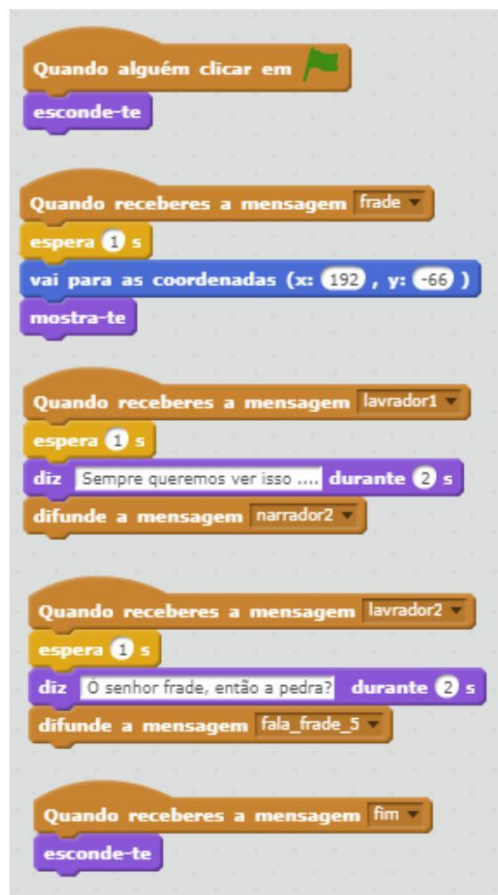 Quando alguém clicar em
esconde-te
Quando receberes a mensagem frade
espera 1 s
vai para as coordenadas (x: 192 , y: -66 )
mostra-te
Quando receberes a mensagem lavrador1
espera 1 s
diz Sempre queremos ver isso .... durante 2 s
difunde a mensagem narrador2
Quando receberes a mensagem lavrador2
espera 1 s
diz Ó senhor frade, então a pedra? durante 2 s
difunde a mensagem fala_frade_5
Quando receberes a mensagem fim
esconde-te